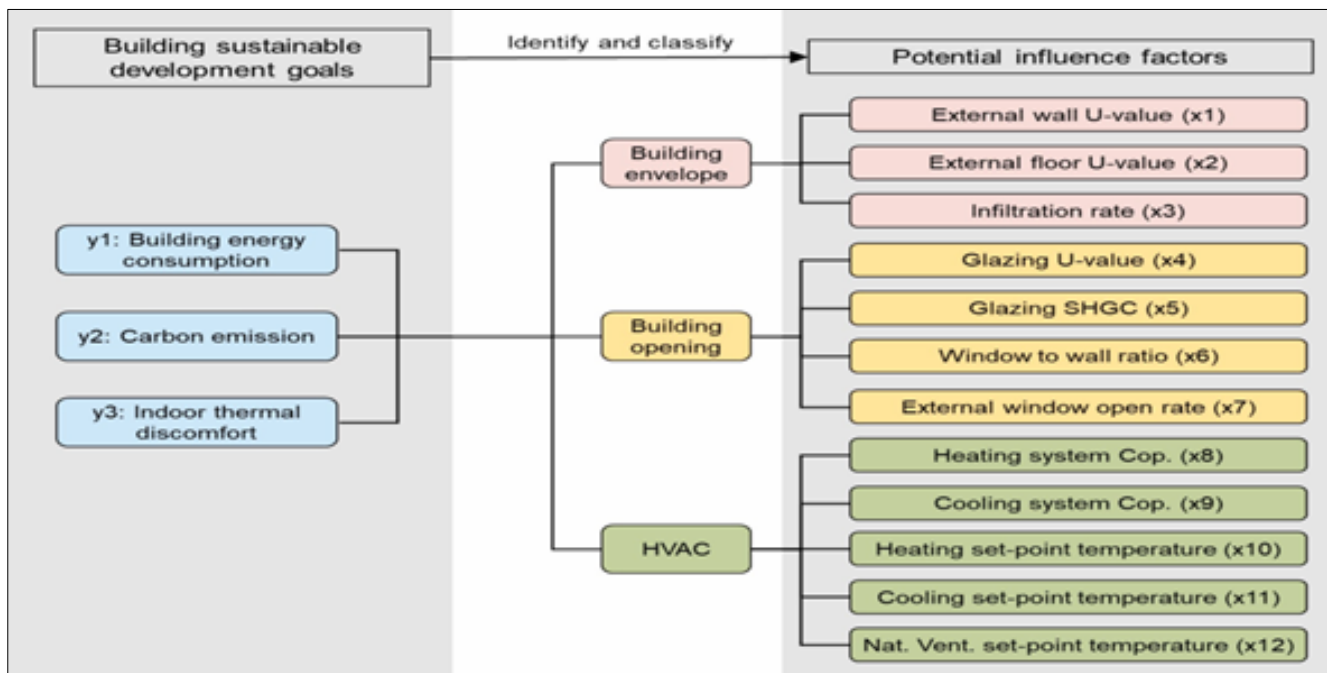 Building sustainable
development goals
Identify and classify
Potential influence factors
y1: Building energy
consumption
y2: Carbon emission
y3: Indoor thermal
discomfort
Building
envelope
Building
opening
HVAC
External wall U-value (x1)
External floor U-value (x2)
Infiltration rate (x3)
Glazing U-value (x4)
Glazing SHGC (x5)
Window to wall ratio (x6)
External window open rate (x7)
Heating system Cop. (x8)
Cooling system Cop. (x9)
Heating set-point temperature (x10)
Cooling set-point temperature (x11)
Nat. Vent. set-point temperature (x12)